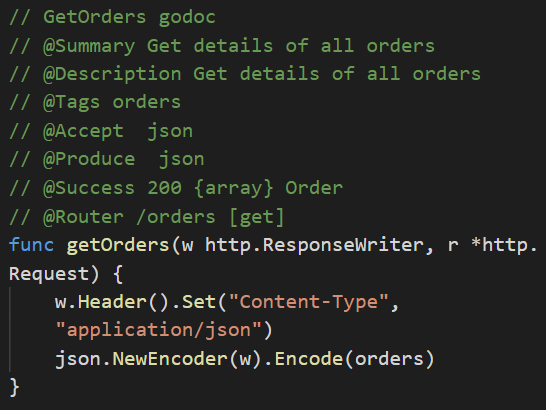 // GetOrders godoc
// @Summary Get details of all orders
// @Description Get details of all orders
// @Tags orders
// @Accept  json
// @Produce  json
// @Success 200 {array} Order
// @Router /orders [get]
func getOrders(w http.ResponseWriter, r *http.
Request) {
    w.Header().Set("Content-Type",
    "application/json")
    json.NewEncoder(w).Encode(orders)
}